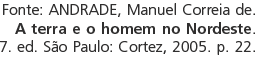 Fonte: ANDRADE, Manuel Correia de.
A terra e o homem no Nordeste.
7. ed. São Paulo: Cortez, 2005. p. 22.